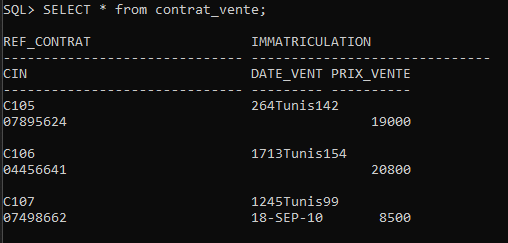 SQL> SELECT * from contrat_vente;
REF_CONTRAT IMMATRICULATION
------------------------------ ------------------------------
CIN DATE_VENT PRIX_VENTE
------------------------------ --------- ----------
C105 264Tunis142
07895624 19000
C106 1713Tunis154
04456641 20800
C107 1245Tunis99
07498662 18-SEP-10 8500